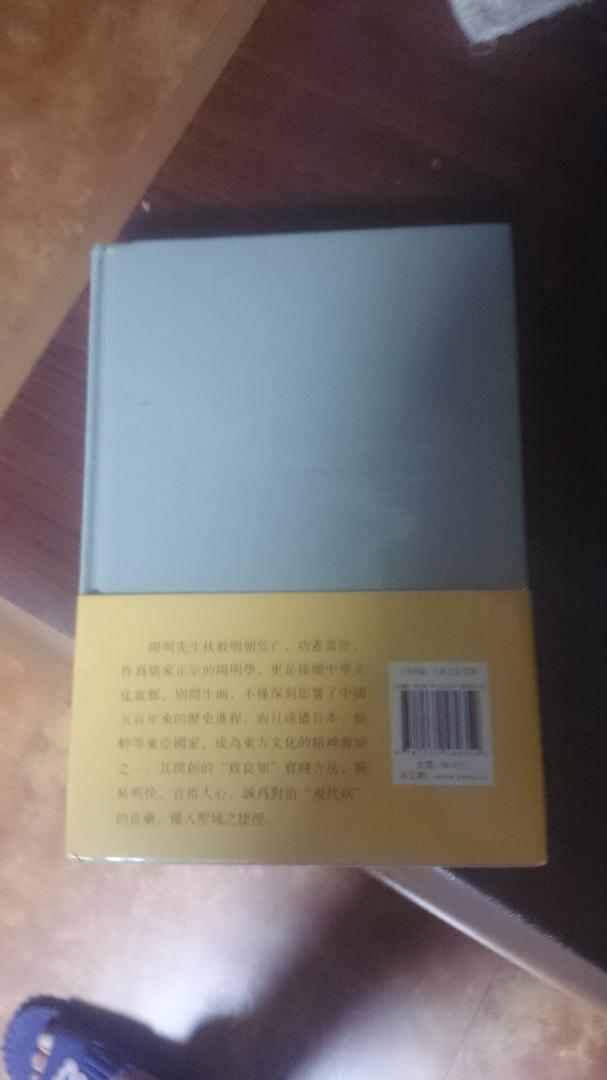 陽明先生扶救明朝危亡，功蓋當世，
作爲儒家正宗的陽明學，更是接續中華文
化血脈，別開生面，不僅深刻影響了中國
五百年來的歷史進程，而且遠播日本、朝
鮮等東亞國家，成為東方文化的精神源頭
之一。其開創的“致良知”實踐方法，簡
易明快，直指人心，誠爲對治“現代病”
的良藥，優入聖域之捷徑。